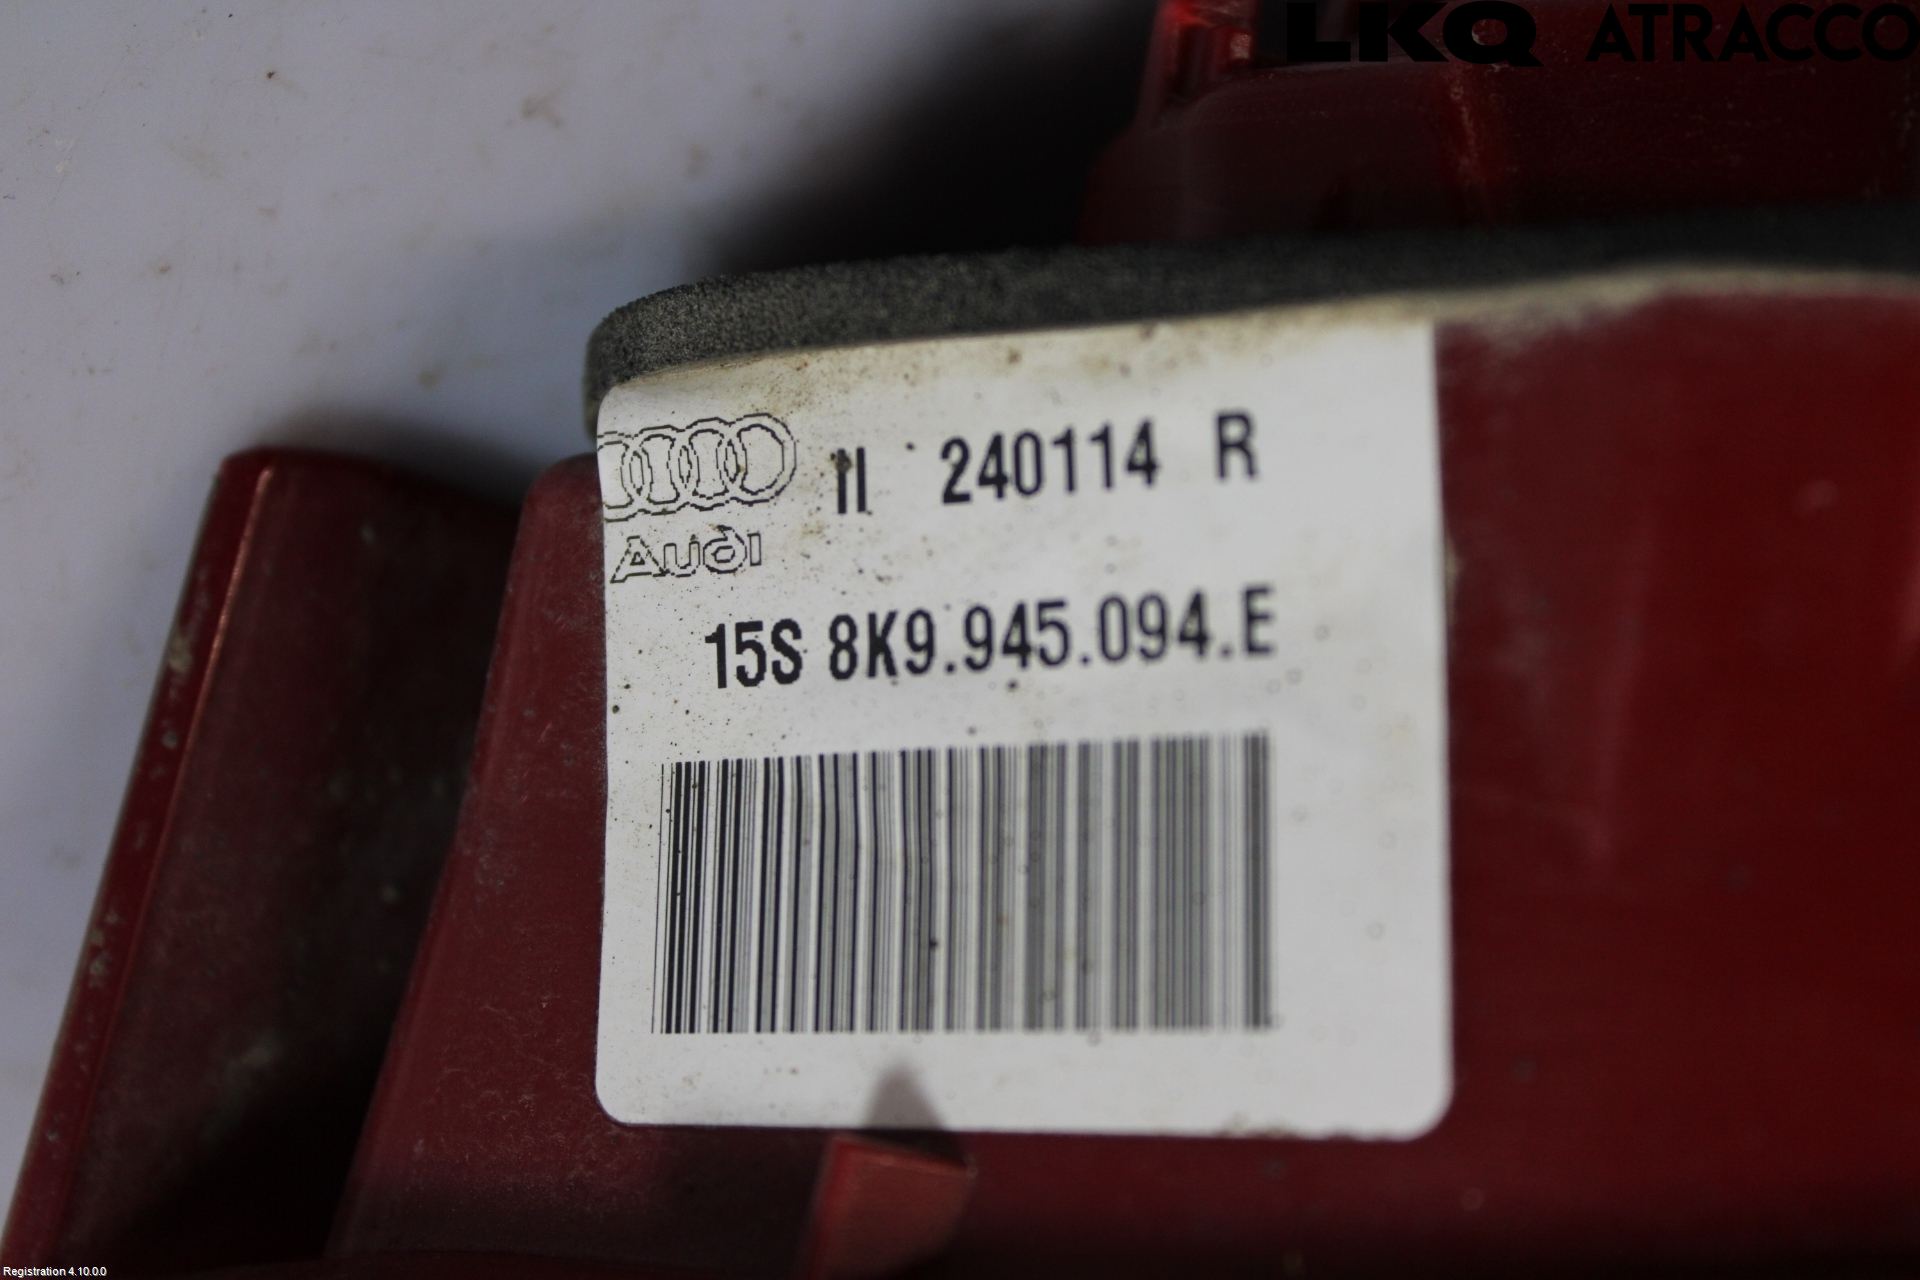 LKQ ATRACCO
II 240114 R
Audi
15S 8K9.945.094.E
Registration 4.10.0.0